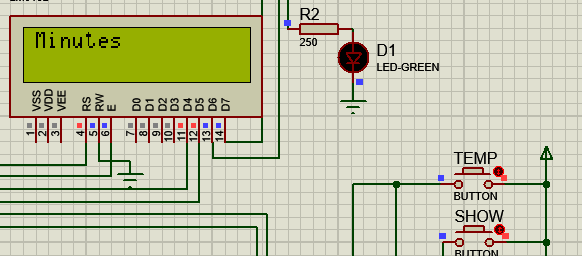 Minutes
VSS
VDD
VEE
RS
RW
E
D0
D1
D2
D3
D4
D5
D6
D7
1
2
3
4
5
6
7
8
9
10
11
12
13
14
R2
250
D1
LED-GREEN
TEMP
BUTTON
SHOW
BUTTON